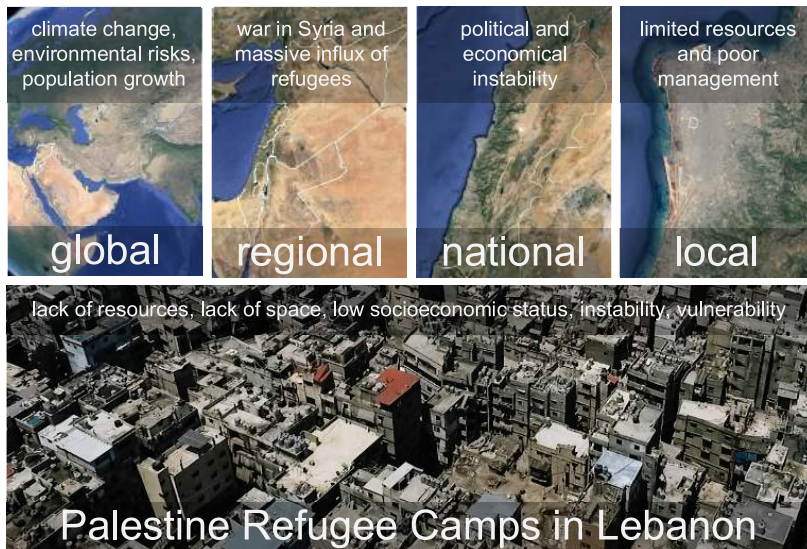 climate change,
environmental risks,
population growth
global
war in Syria and
massive influx of
refugees
regional
political and
economical
instability
national
limited resources
and poor
management
local
lack of resources, lack of space, low socioeconomic status, instability, vulnerability
Palestine Refugee Camps in Lebanon